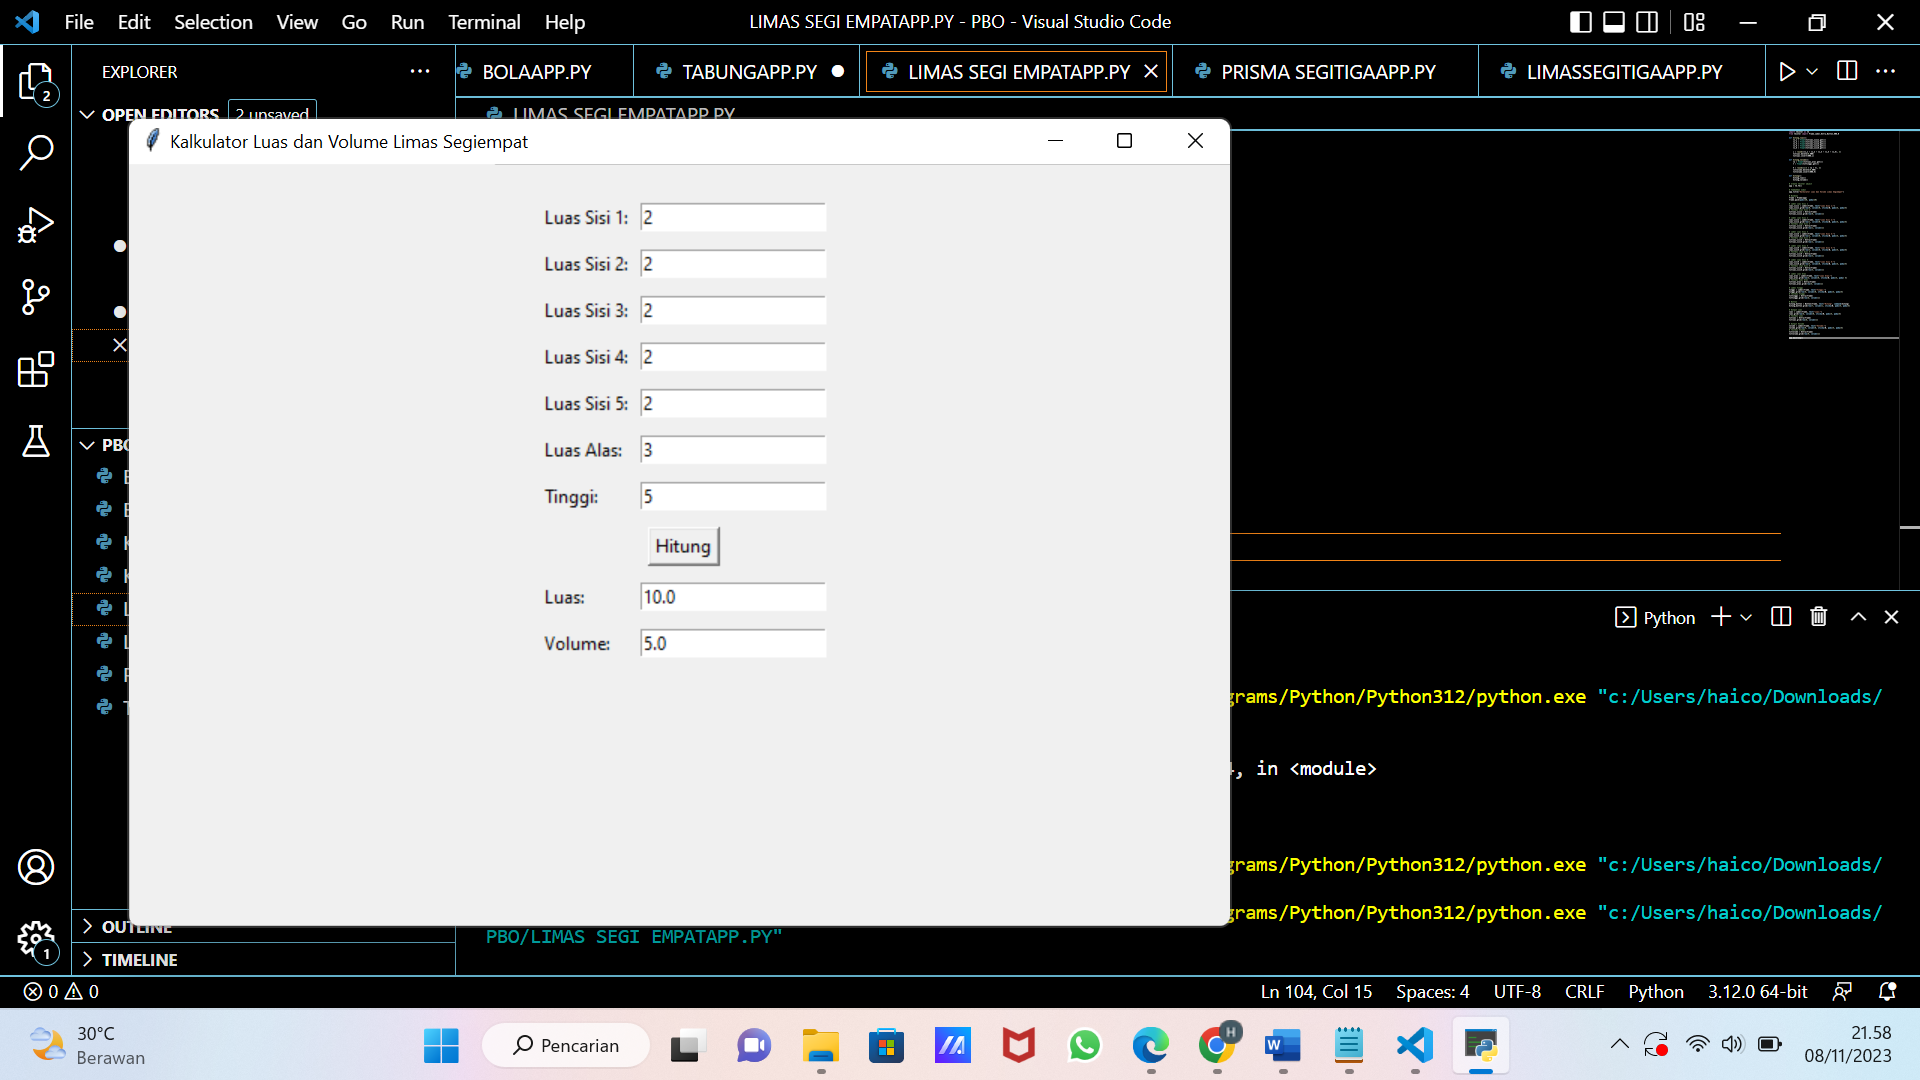 File Edit Selection View Go Run Terminal Help
LIMAS SEGI EMPATAPP.PY - PBO - Visual Studio Code
EXPLORER
BOLAAPP.PY
TABUNGAPP.PY
LIMAS SEGI EMPATAPP.PY
PRISMA SEGITIGAAPP.PY
LIMASSEGITIGAAPP.PY
2
OPEN EDITORS 2 unsaved
LIMAS SEGI EMPATAPP.PY
Kalkulator Luas dan Volume Limas Segiempat
Luas Sisi 1: 2
Luas Sisi 2: 2
Luas Sisi 3: 2
Luas Sisi 4: 2
Luas Sisi 5: 2
Luas Alas: 3
Tinggi: 5
Hitung
Luas: 10.0
Volume: 5.0
Python
grams/Python/Python312/python.exe "c:/Users/haico/Downloads/
, in <module>
grams/Python/Python312/python.exe "c:/Users/haico/Downloads/
grams/Python/Python312/python.exe "c:/Users/haico/Downloads/
PBO/LIMAS SEGI EMPATAPP.PY"
OUTLINE
1
TIMELINE
0 0
Ln 104, Col 15 Spaces: 4 UTF-8 CRLF Python 3.12.0 64-bit
30°C
Berawan
Pencarian
H
W
21.58
08/11/2023